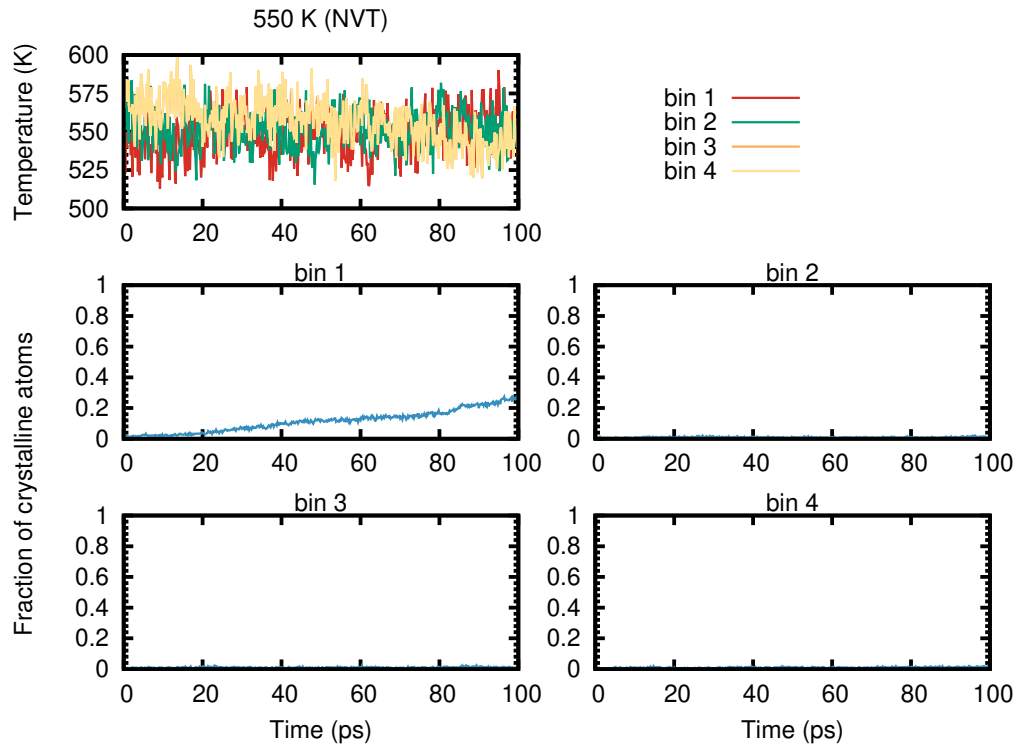 550 K (NVT)
Temperature (K)
600
575
550
525
500
0 20 40 60 80 100
bin 1
bin 2
bin 3
bin 4
Fraction of crystalline atoms
bin 1
1
0.8
0.6
0.4
0.2
0
0 20 40 60 80 100
bin 2
1
0.8
0.6
0.4
0.2
0
0 20 40 60 80 100
bin 3
1
0.8
0.6
0.4
0.2
0
0 20 40 60 80 100
Time (ps)
bin 4
1
0.8
0.6
0.4
0.2
0
0 20 40 60 80 100
Time (ps)